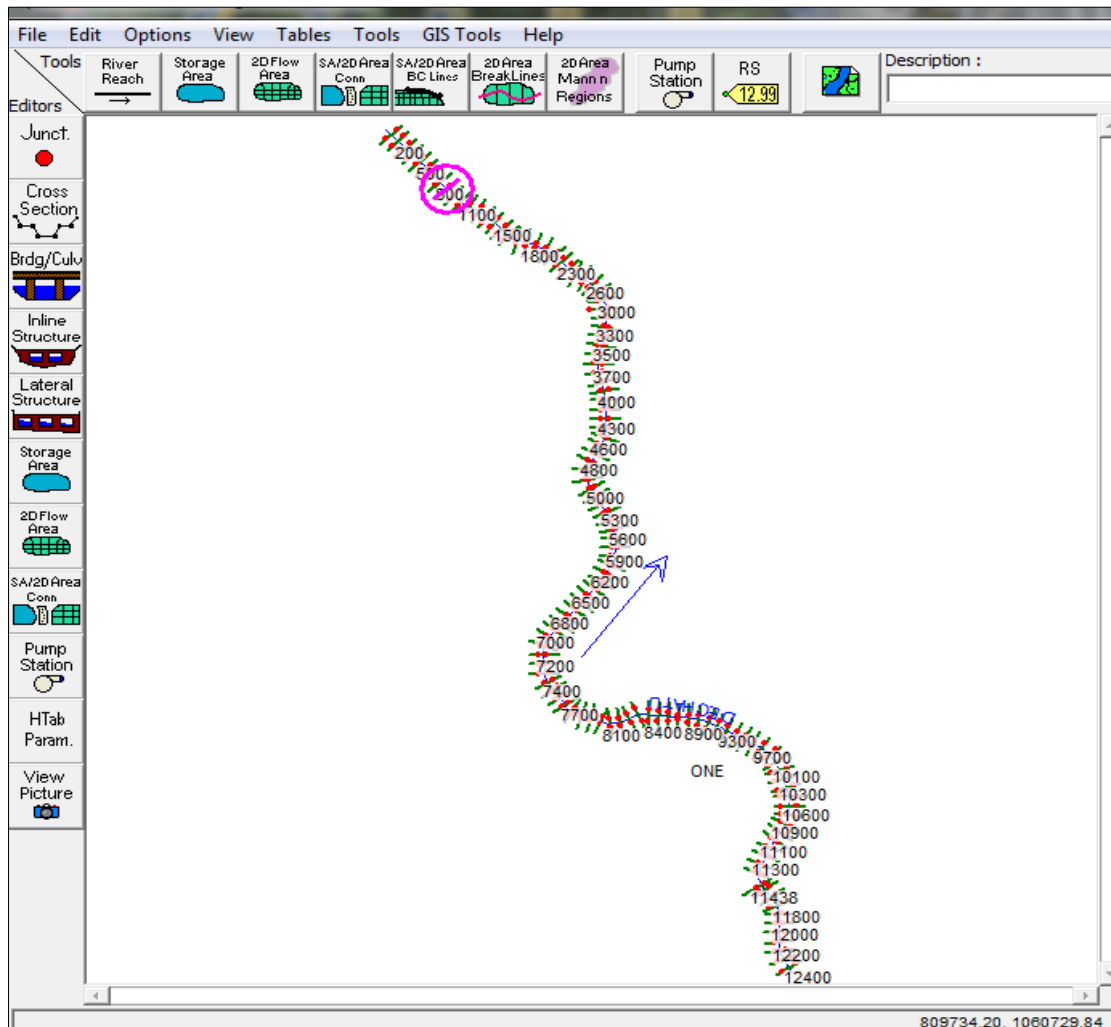 File Edit Options View Tables Tools GIS Tools Help
Tools
Editors
River
Reach
Storage
Area
2D Flow
Area
SA/2D Area
Conn
SA/2D Area
BC Lines
2D Area
BreakLines
2D Area
Mann n
Regions
Pump
Station
RS
12.99
Description :
Junct.
Cross
Section
Brdg/Culv
Inline
Structure
Lateral
Structure
Storage
Area
2D Flow
Area
SA/2D Area
Conn
Pump
Station
HTab
Param.
View
Picture
200
1100
1500
1800
2300
2600
3000
3300
3500
3700
4000
4300
4600
4800
5000
5300
5600
5900
6200
6500
6800
7000
7200
7400
7700
8100
8400
8900
9300
9700
ONE
10100
10300
10600
10900
11100
11300
11438
11800
12000
12200
12400
809734.20, 1060729.84